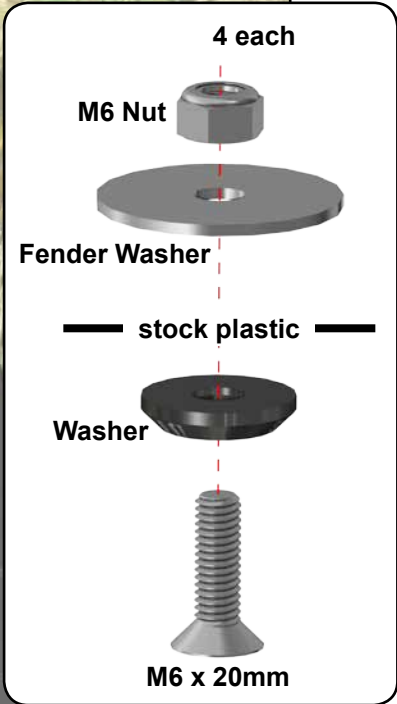 4 each
M6 Nut
Fender Washer
stock plastic
Washer
M6 x 20mm